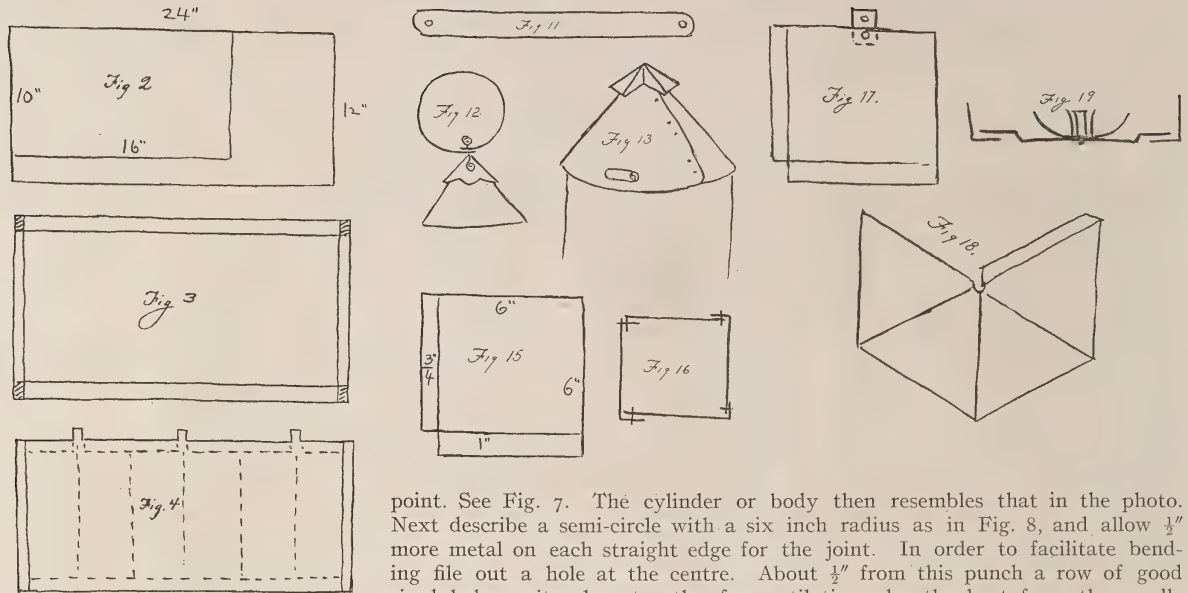 24"
10"
Fig 2
12"
16"
Fig 3
Fig. 4
Fig 11
Fig 12.
Fig 13
Fig 17.
Fig 19
Fig 18.
6"
Fig 15
3"
4
6"
1"
Fig 16
point. See Fig. 7. The cylinder or body then resembles that in the photo.
Next describe a semi-circle with a six inch radius as in Fig. 8, and allow ½"
more metal on each straight edge for the joint. In order to facilitate bend-
ing file out a hole at the centre. About ½" from this punch a row of good